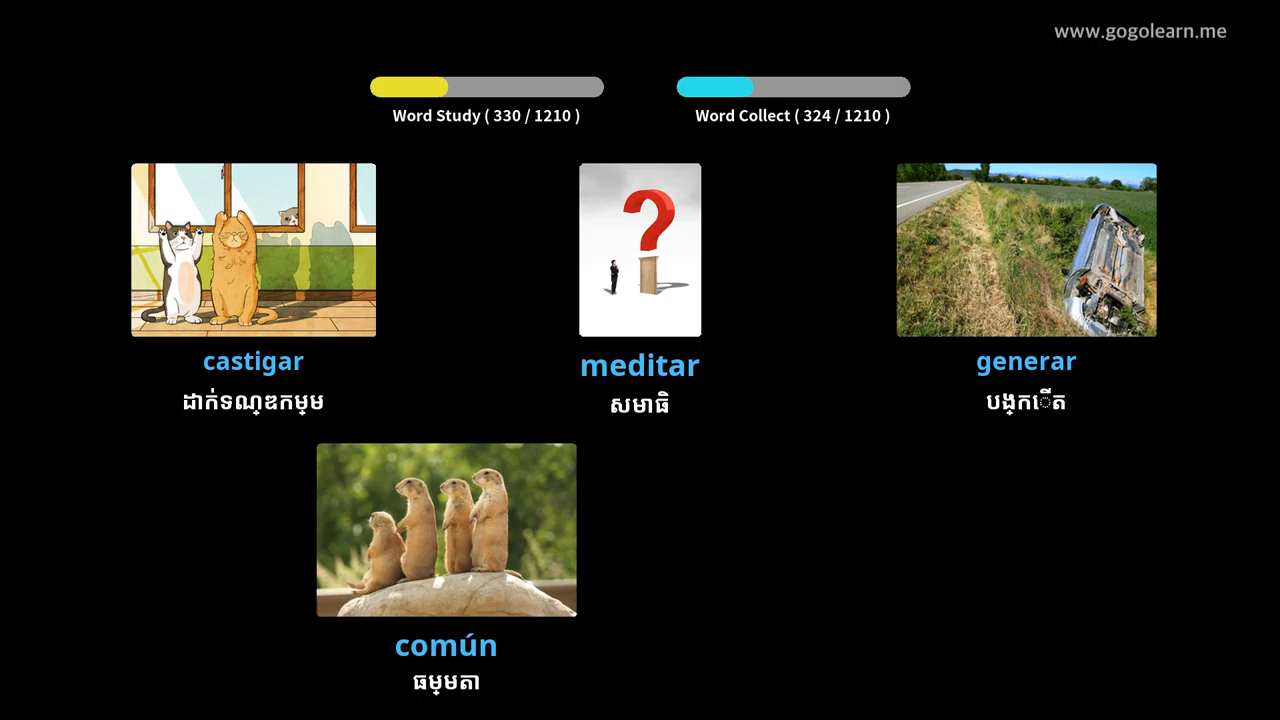 www.gogolearn.me
Word Study ( 330 / 1210 )
Word Collect ( 324 / 1210 )
castigar
meditar
generar
ដាក់ទណ្ឌកម្ម
សមាធិ
បង្កើត
común
ធម្មតា